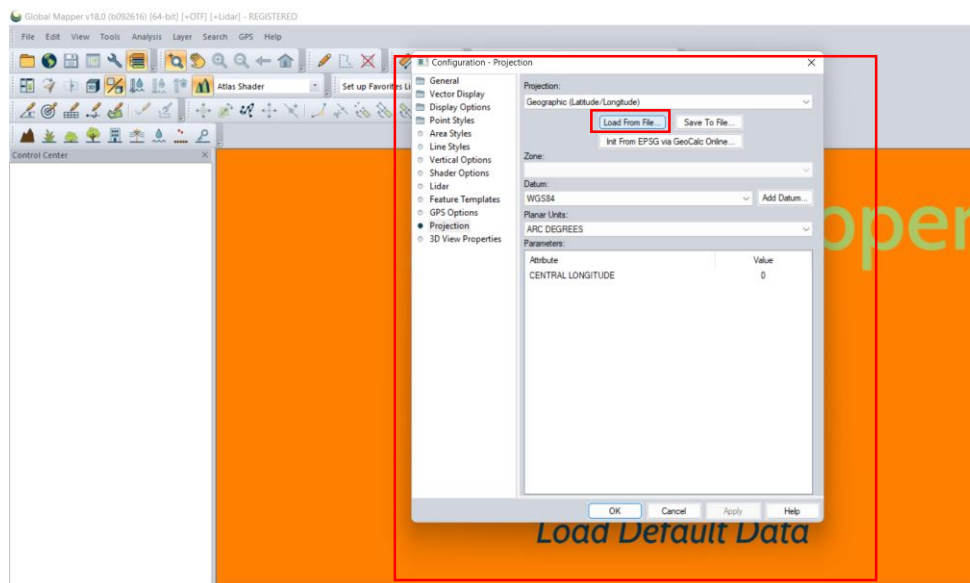 Global Mapper v18.0 (b092616) [64-bit] [+OTF] [+Lidar] - REGISTERED
File Edit View Tools Analysis Layer Search GPS Help
Atlas Shader
Set up Favorites Li
Control Center
Configuration - Projection
General
Vector Display
Display Options
Point Styles
Area Styles
Line Styles
Vertical Options
Shader Options
Lidar
Feature Templates
GPS Options
Projection
3D View Properties
Projection:
Geographic (Latitude/Longitude)
Load From File... Save To File...
Init From EPSG via GeoCalc Online...
Zone:
Datum:
WGS84 Add Datum...
Planar Units:
ARC DEGREES
Parameters:
Attribute Value
CENTRAL LONGITUDE 0
OK Cancel Apply Help
pper
Load Default Data